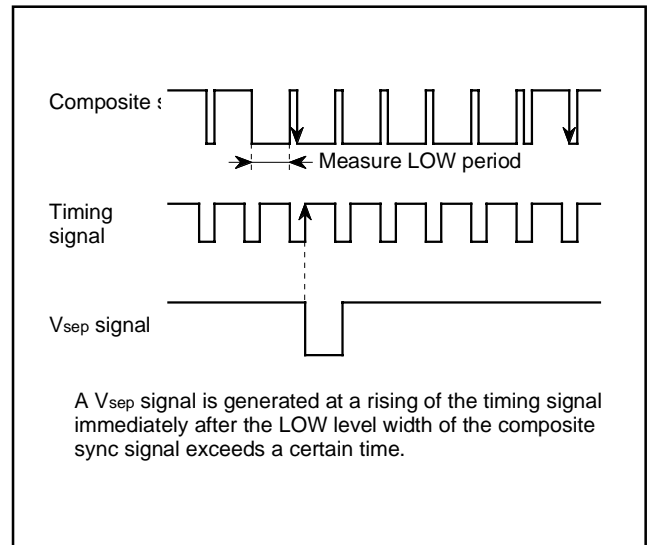 Composite
Measure LOW period
Timing
signal
Vsep signal
A Vsep signal is generated at a rising of the timing signal
immediately after the LOW level width of the composite
sync signal exceeds a certain time.